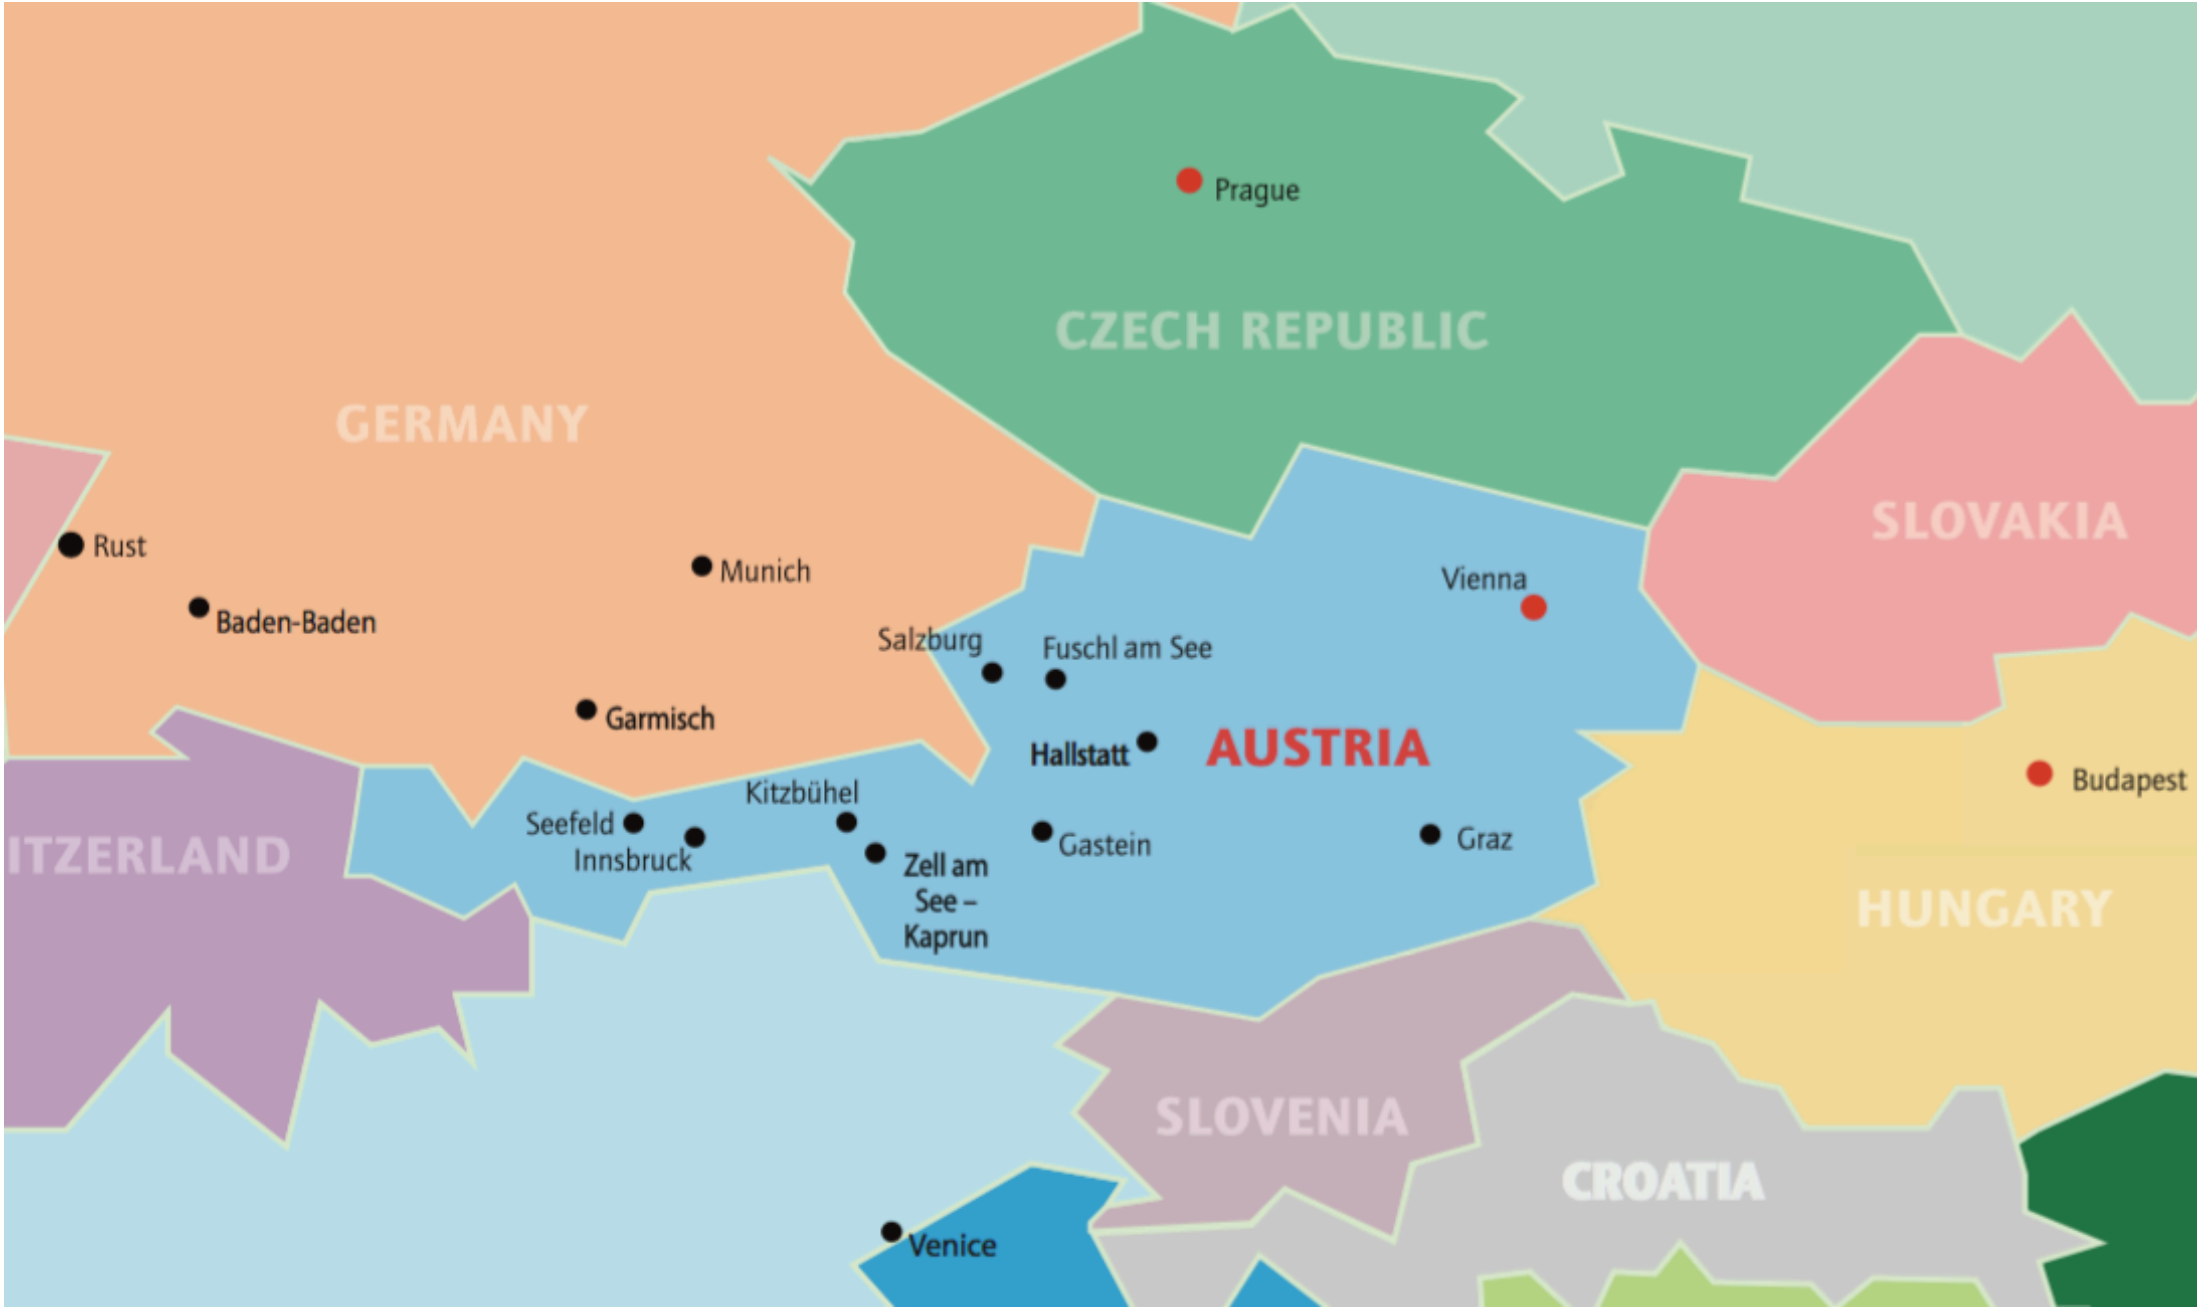 Prague
CZECH REPUBLIC
GERMANY
SLOVAKIA
Rust
Munich
Vienna
Baden-Baden
Salzburg
Fuschl am See
Garmisch
Hallstatt
AUSTRIA
Budapest
Kitzbühel
Seefeld
Innsbruck
Gastein
Graz
ITZERLAND
Zell am
See –
Kaprun
HUNGARY
SLOVENIA
CROATIA
Venice